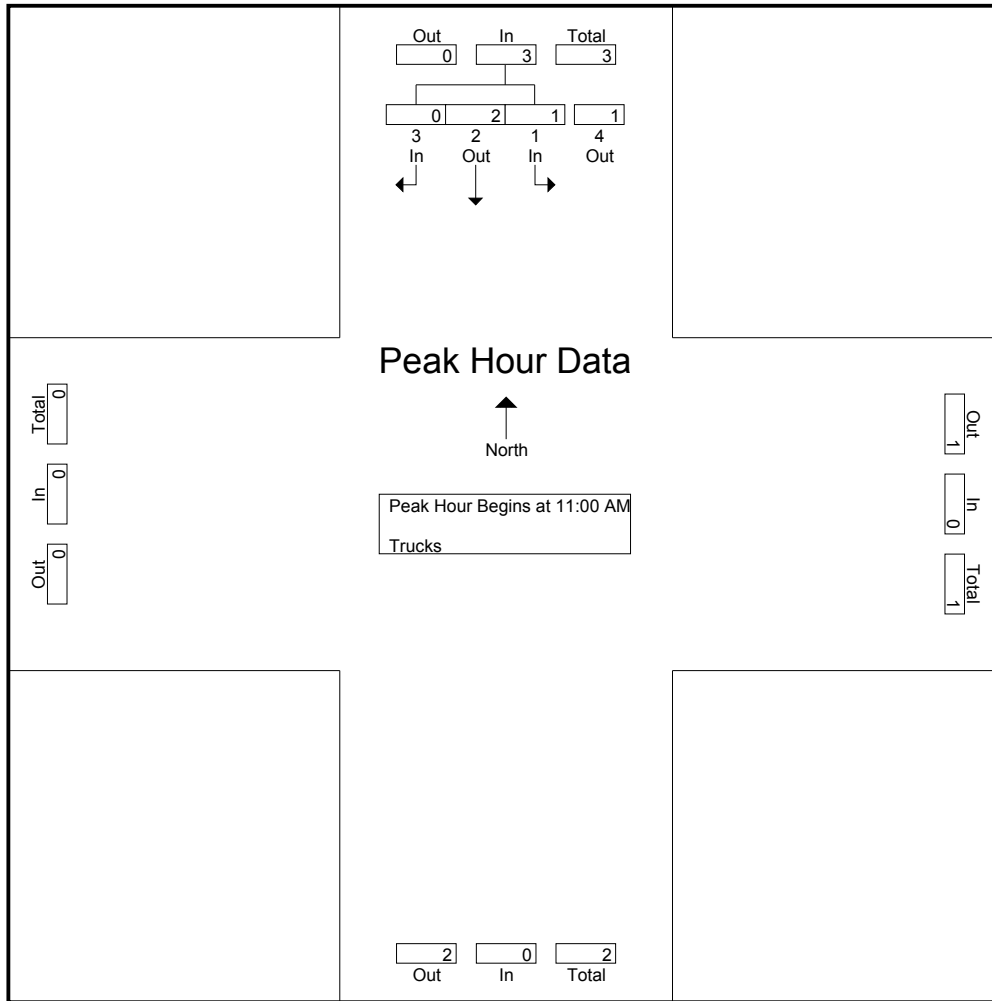 Out In Total
0 3 3
0 2 1 1
3 2 1 4
In Out In Out
Peak Hour Data
North
Peak Hour Begins at 11:00 AM
Trucks
Total 0
In 0
Out 0
Out 1
In 0
Total 1
2 0 2
Out In Total